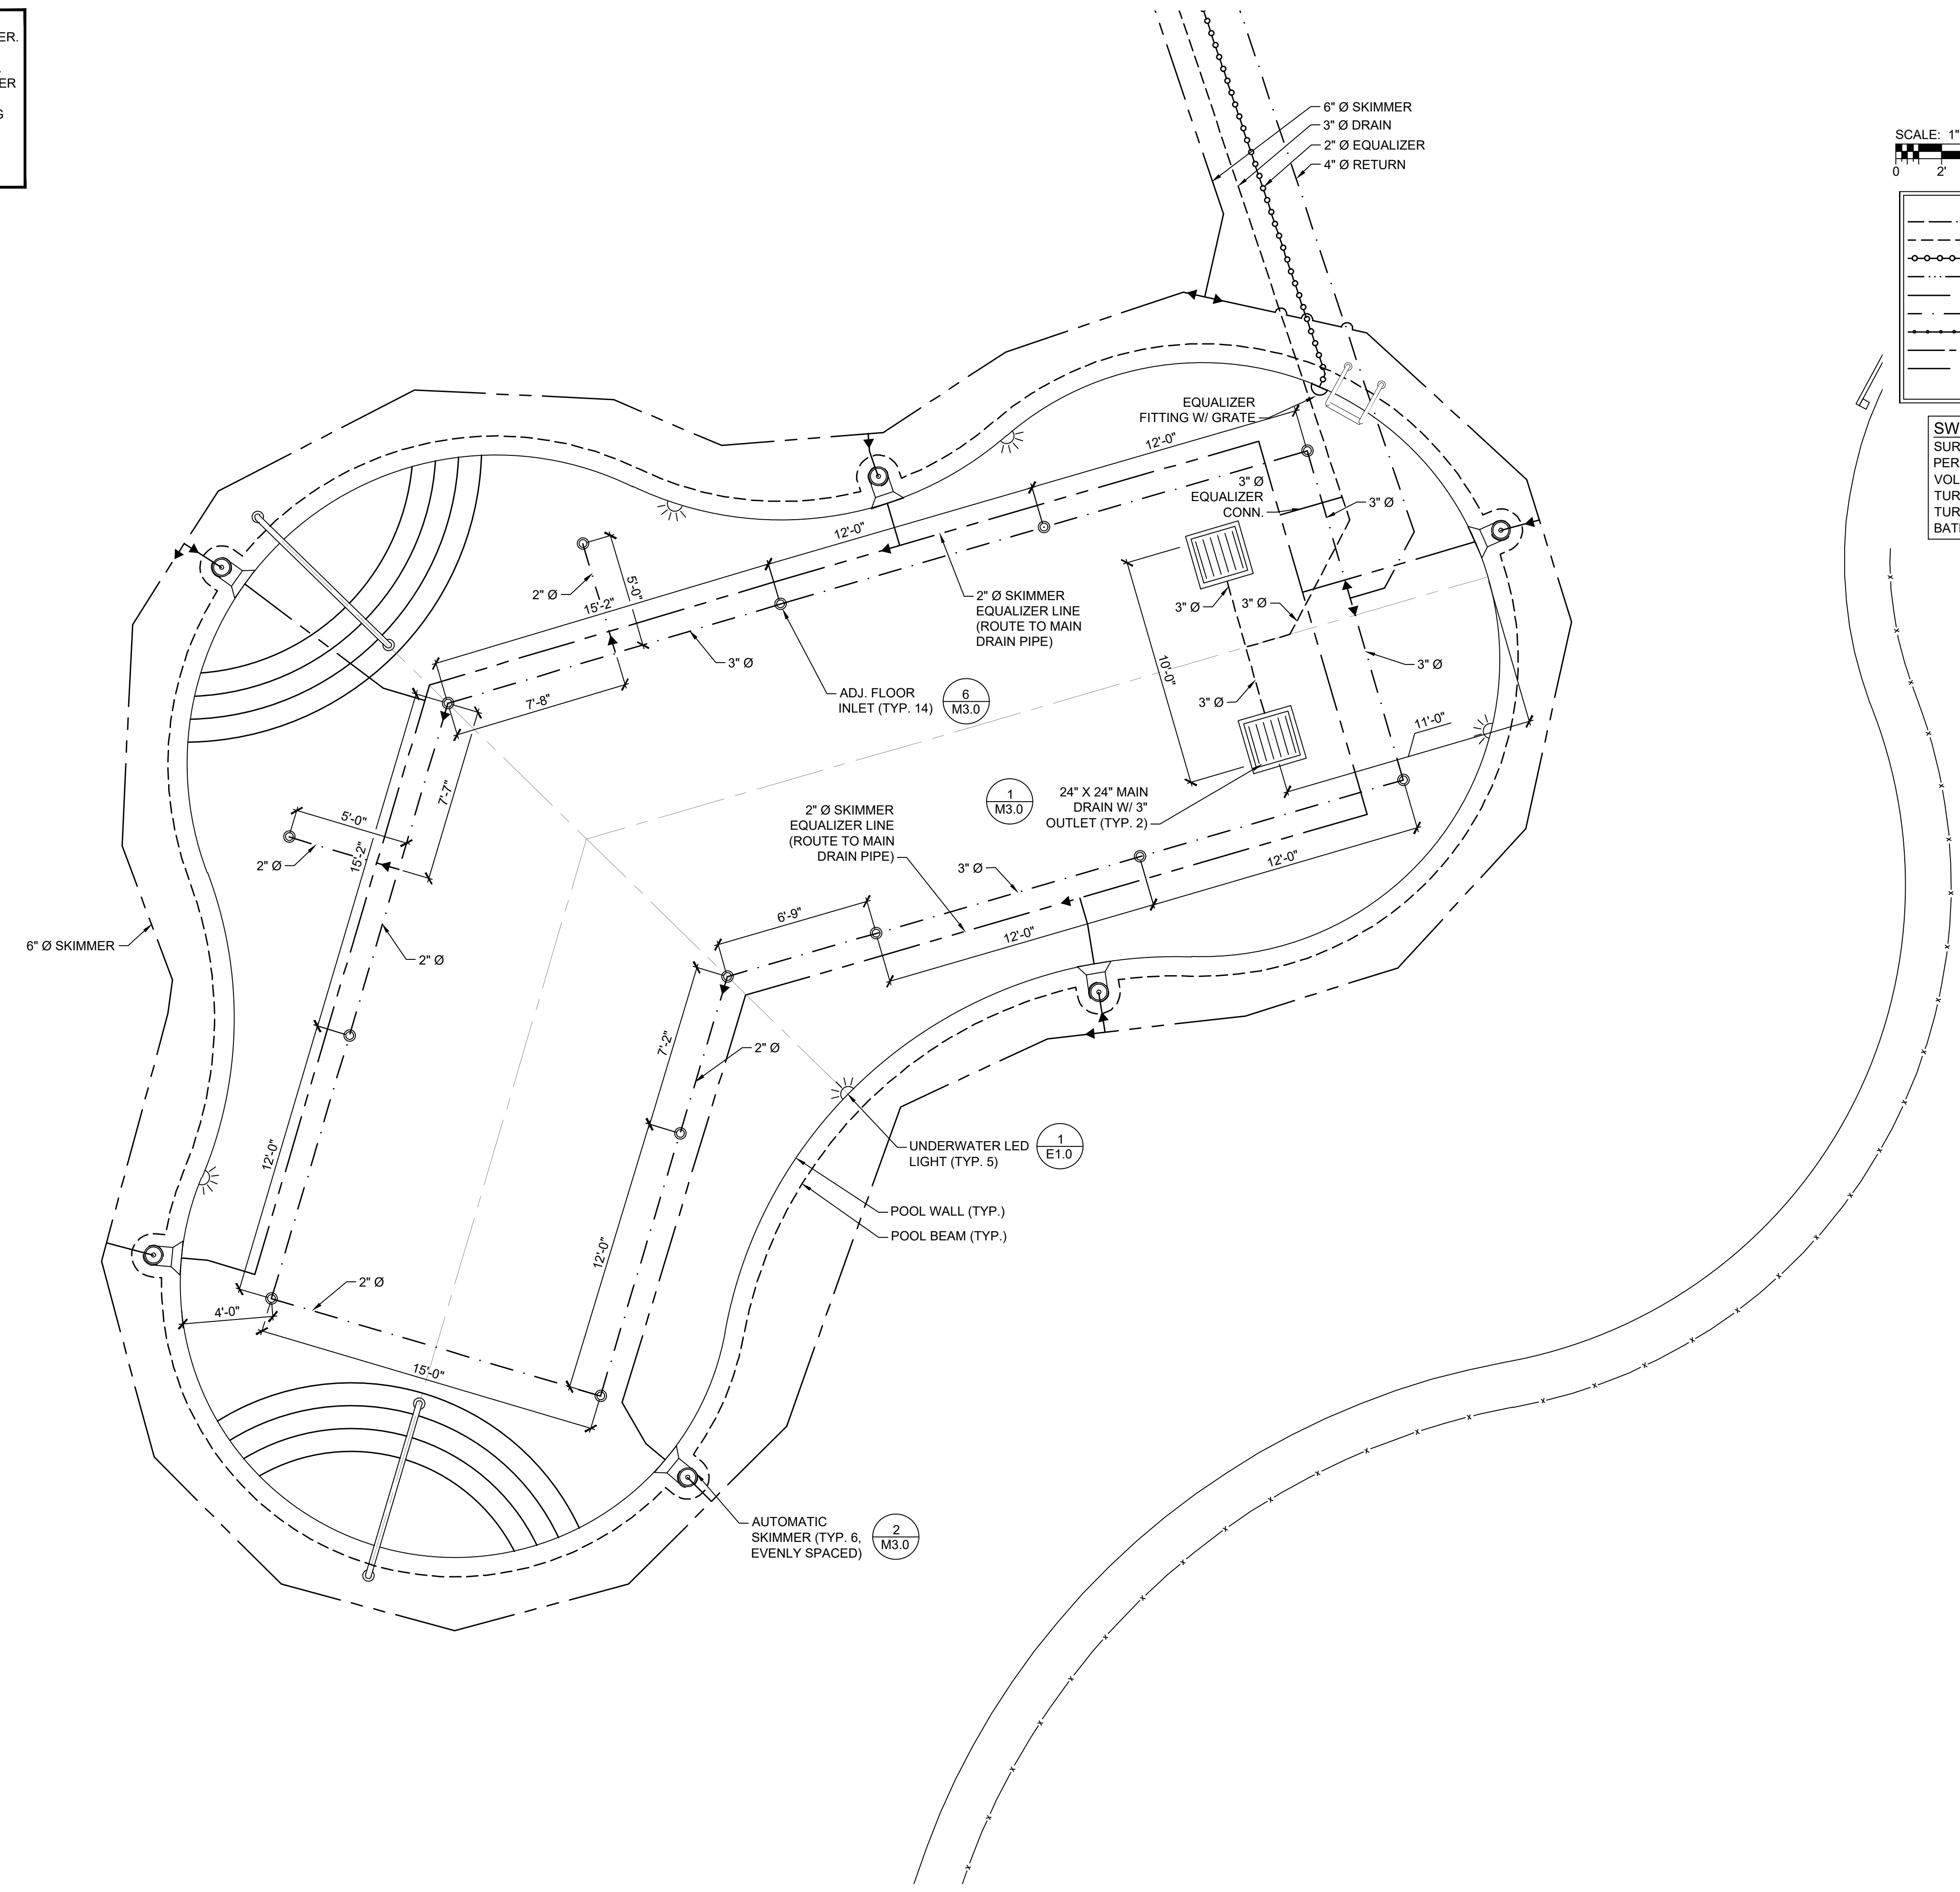 ER.
ER
G
6" Ø SKIMMER
3" Ø DRAIN
2" Ø EQUALIZER
4" Ø RETURN
SCALE: 1"
0 2'
SUR
PER
VOL
TUR
TUR
BAT
EQUALIZER
FITTING W/ GRATE
12'-0"
3" Ø
EQUALIZER
CONN.
3" Ø
12'-0"
2" Ø
5'-0"
15'-2"
2" Ø SKIMMER
EQUALIZER LINE
(ROUTE TO MAIN
DRAIN PIPE)
3" Ø
3" Ø
3" Ø
3" Ø
10'-0"
3" Ø
7'-8"
ADJ. FLOOR
INLET (TYP. 14)
6
M3.0
11'-0"
7'-7"
5'-0"
2" Ø
15'-2"
1
M3.0
24" X 24" MAIN
DRAIN W/ 3"
OUTLET (TYP. 2)
2" Ø SKIMMER
EQUALIZER LINE
(ROUTE TO MAIN
DRAIN PIPE)
3" Ø
12'-0"
6'-9"
12'-0"
6" Ø SKIMMER
2" Ø
7'-2"
2" Ø
12'-0"
UNDERWATER LED
LIGHT (TYP. 5)
1
E1.0
POOL WALL (TYP.)
POOL BEAM (TYP.)
12'-0"
2" Ø
4'-0"
15'-0"
AUTOMATIC
SKIMMER (TYP. 6,
EVENLY SPACED)
2
M3.0
SW